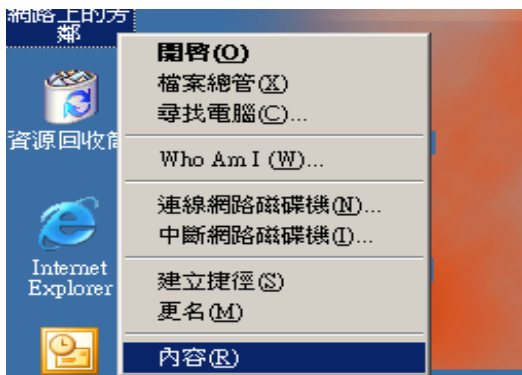 網路上的芳
鄰
開啓(O)
檔案總管(X)
尋找電腦(C)...
資源回收筒
Who Am I (W)...
連線網路磁碟機(N)...
中斷網路磁碟機(I)...
Internet
Explorer
建立捷徑(S)
更名(M)
內容(R)